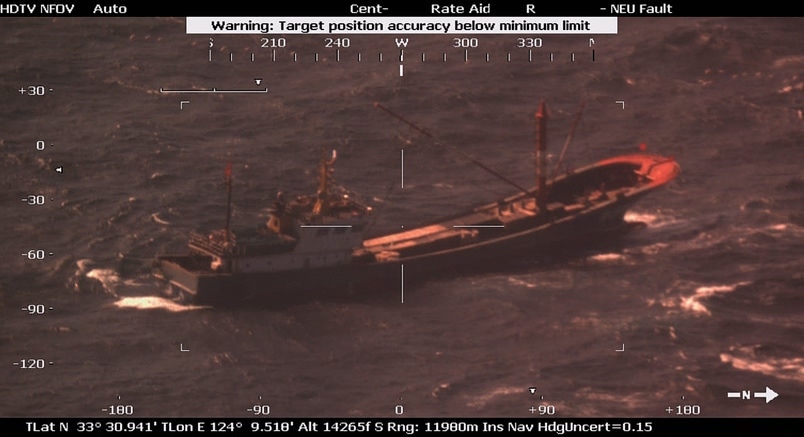 HDTV NFOV Auto Cent- Rate Aid R - NEU Fault
Warning: Target position accuracy below minimum limit
S 210 240 W 300 330 N
+30
0
-30
-60
-90
-120
N
-180 -90 0 +90 +180
TLat N 33° 30.941' TLon E 124° 9.518' Alt 14265f S Rng: 11980m Ins Nav HdgUncert=0.15